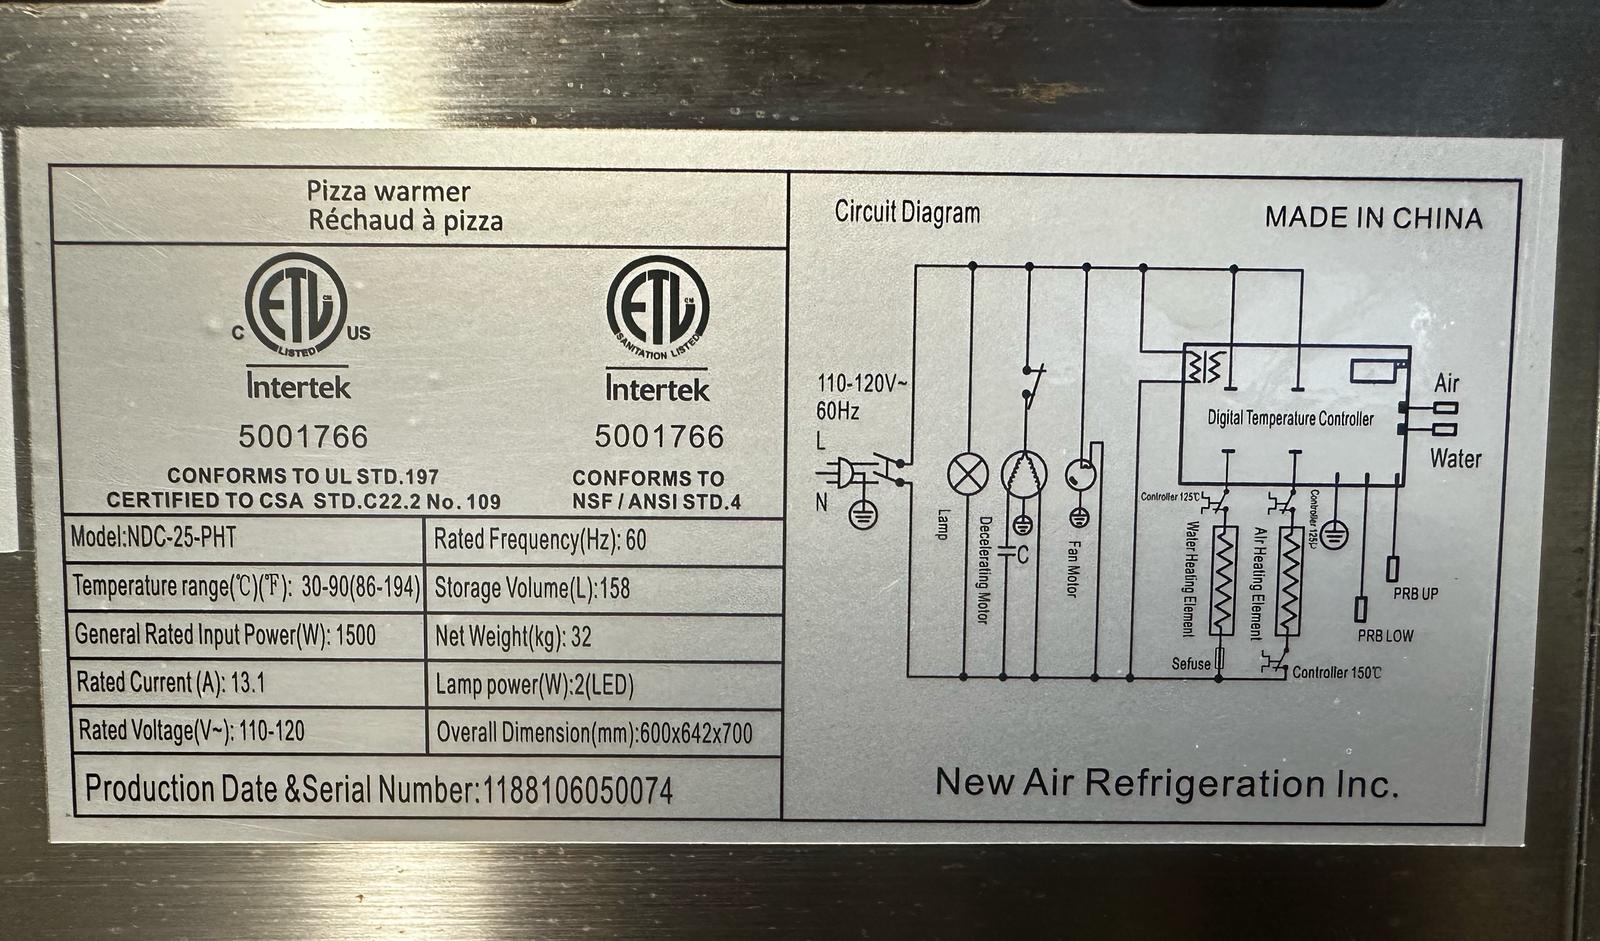 Pizza warmer
Réchaud à pizza
ETL CM
LISTED
C US
Intertek
5001766
CONFORMS TO UL STD.197
CERTIFIED TO CSA STD.C22.2 No. 109
ETL CM
SANITATION LISTED
Intertek
5001766
CONFORMS TO
NSF / ANSI STD.4
Model:NDC-25-PHT
Rated Frequency(Hz): 60
Temperature range(℃)(℉): 30-90(86-194)
Storage Volume(L):158
General Rated Input Power(W): 1500
Net Weight(kg): 32
Rated Current (A): 13.1
Lamp power(W):2(LED)
Rated Voltage(V~): 110-120
Overall Dimension(mm):600x642x700
Production Date &Serial Number:1188106050074
Circuit Diagram
MADE IN CHINA
110-120V~
60Hz
L
N
Lamp
Decelerating Motor
C
Fan Motor
Digital Temperature Controller
Air
Water
Controller 125℃
Water Heating Element
Air Heating Element
Sefuse
Controller 150℃
PRB UP
PRB LOW
New Air Refrigeration Inc.